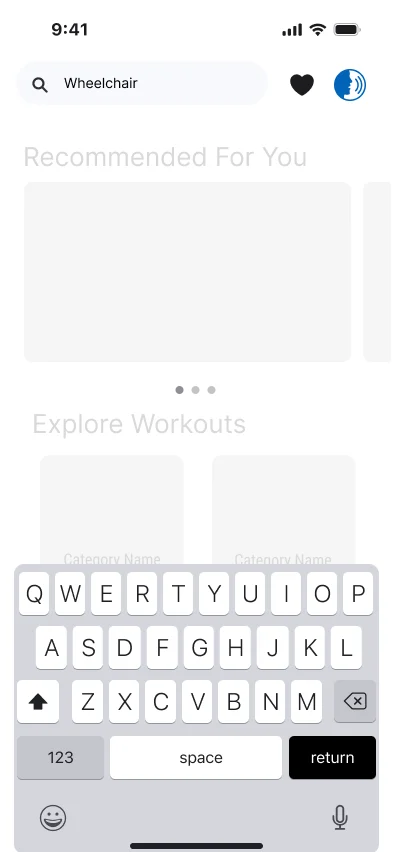 9:41
Wheelchair
Recommended For You
Explore Workouts
Category Name Category Name
Q W E R T Y U I O P
A S D F G H J K L
Z X C V B N M
123 space return